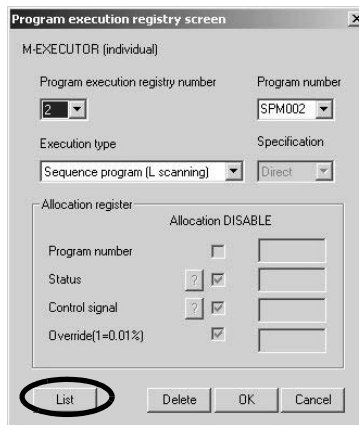 Program execution registry screen
M-EXECUTOR (individual)
Program execution registry number Program number
2 SPM002
Execution type Specification
Sequence program (L scanning) Direct
Allocation register
Allocation DISABLE
Program number
Status ?
Control signal ?
Override(1=0.01%)
List Delete OK Cancel